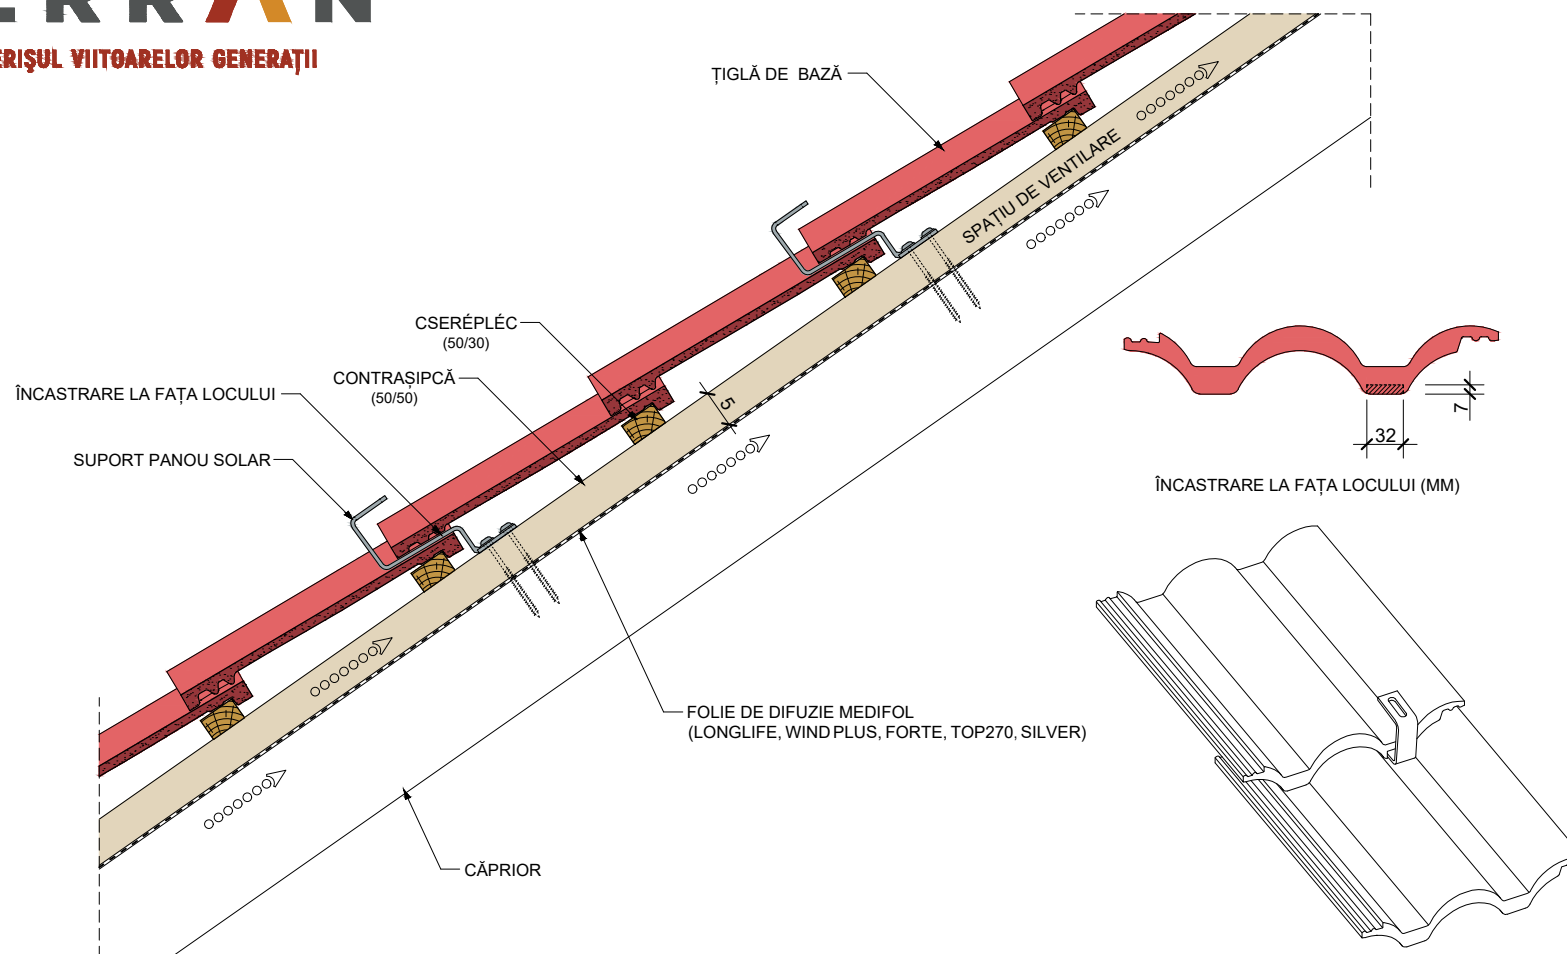 ERRAN
ERIȘUL VIITOARELOR GENERAȚII
ȚIGLĂ DE BAZĂ
SPAȚIU DE VENTILARE
CSERÉPLÉC
(50/30)
CONTRAȘIPCĂ
(50/50)
ÎNCASTRARE LA FAȚA LOCULUI
SUPORT PANOU SOLAR
5
7
32
ÎNCASTRARE LA FAȚA LOCULUI (MM)
FOLIE DE DIFUZIE MEDIFOL
(LONGLIFE, WIND PLUS, FORTE, TOP270, SILVER)
CĂPRIOR